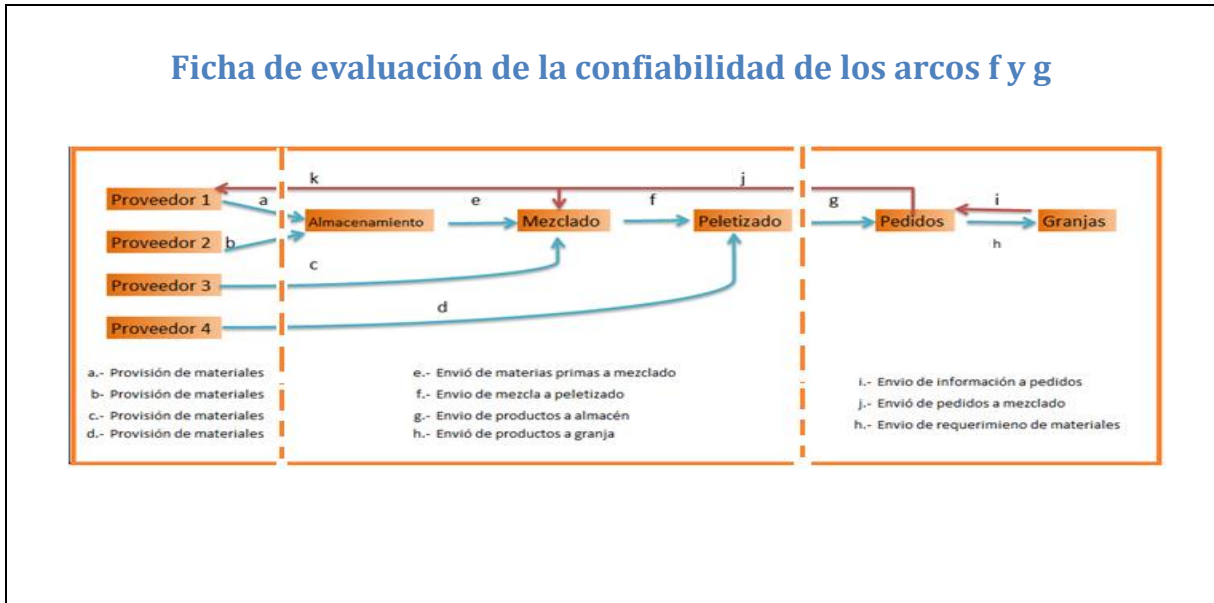 Ficha de evaluación de la confiabilidad de los arcos f y g
k
j
Proveedor 1
a
e
f
g
i
Almacenamiento
Mezclado
Peletizado
Pedidos
Granjas
Proveedor 2
b
h
c
Proveedor 3
d
Proveedor 4
a.- Provisión de materiales
b- Provisión de materiales
c.- Provisión de materiales
d.- Provisión de materiales
e.- Envió de materias primas a mezclado
f.- Envio de mezcla a peletizado
g.- Envio de productos a almacén
h.- Envió de productos a granja
i.- Envio de información a pedidos
j.- Envió de pedidos a mezclado
h.- Envio de requerimieno de materiales